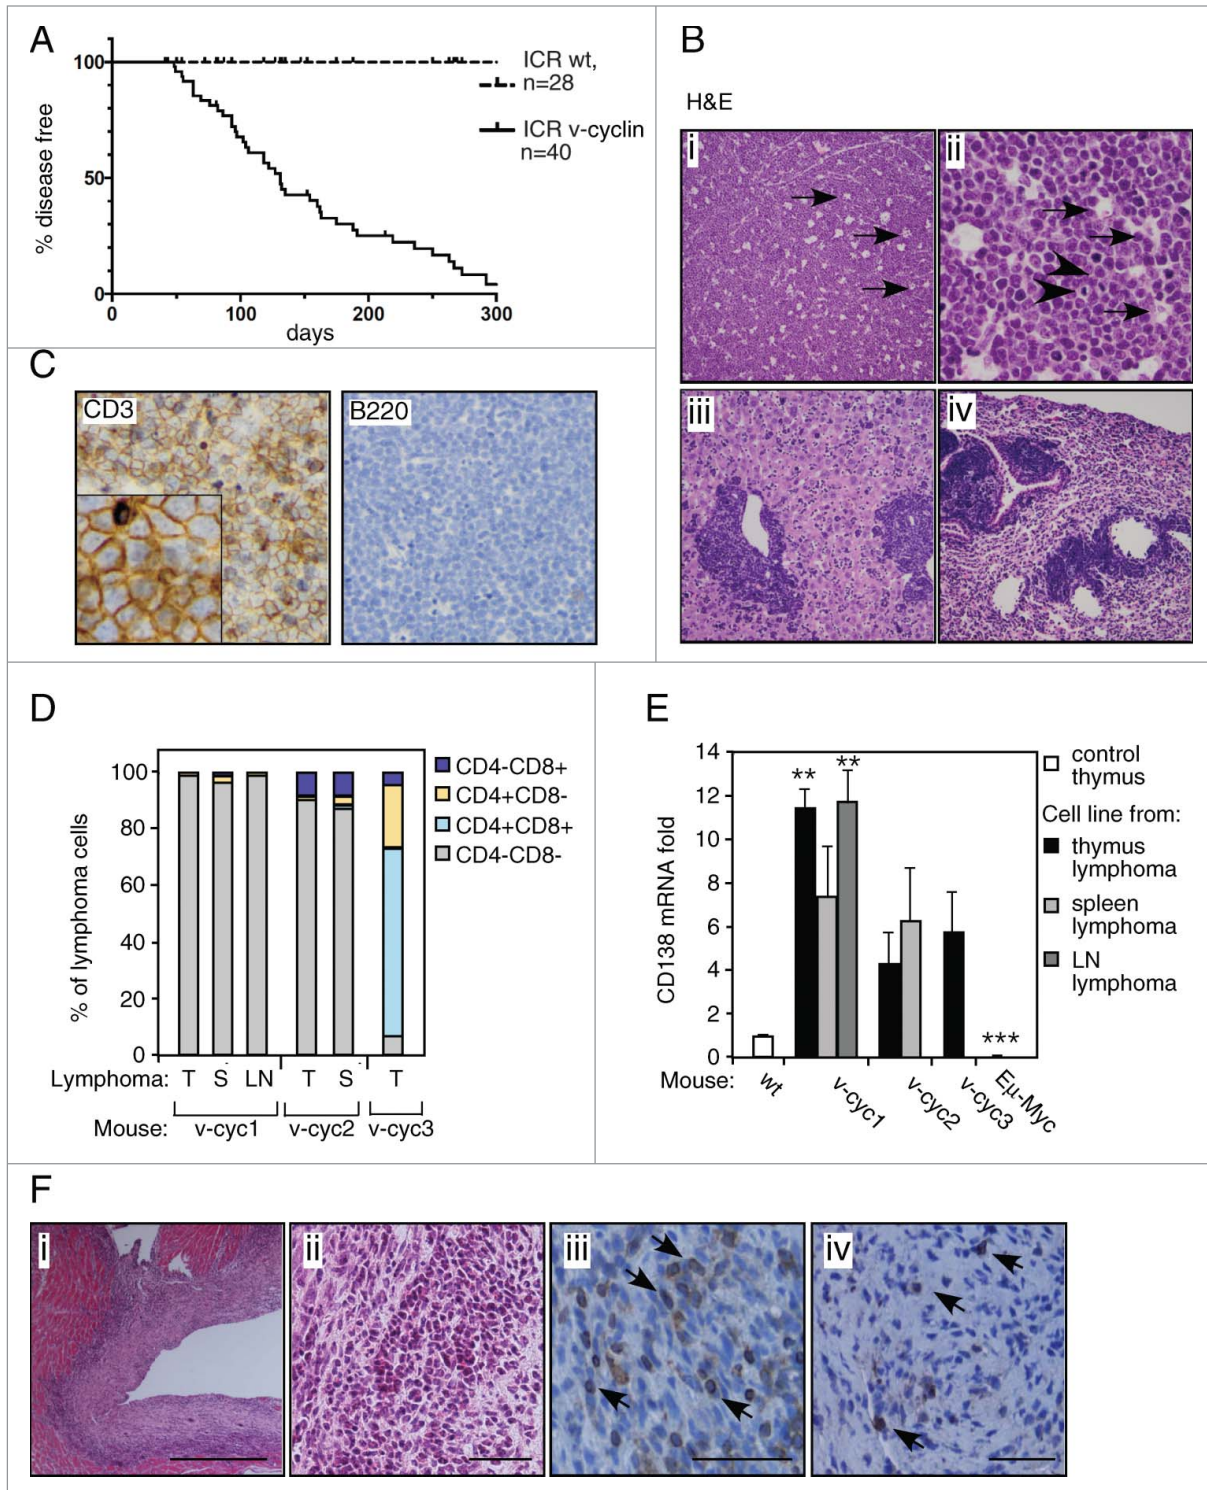 A
100
50
0
0
100
200
300
% disease free
days
ICR wt,
n=28
ICR v-cyclin
n=40
B
H&E
i
ii
iii
iv
C
CD3
B220
D
100
80
60
40
20
0
% of lymphoma cells
CD4-CD8+
CD4+CD8-
CD4+CD8+
CD4-CD8-
Lymphoma: T S LN T S T
Mouse: v-cyc1 v-cyc2 v-cyc3
E
14
12
10
8
6
4
2
0
CD138 mRNA fold
** **
***
control
thymus
Cell line from:
thymus
lymphoma
spleen
lymphoma
LN
lymphoma
Mouse: wt v-cyc1 v-cyc2 v-cyc3 Eμ-Myc
F
i
ii
iii
iv